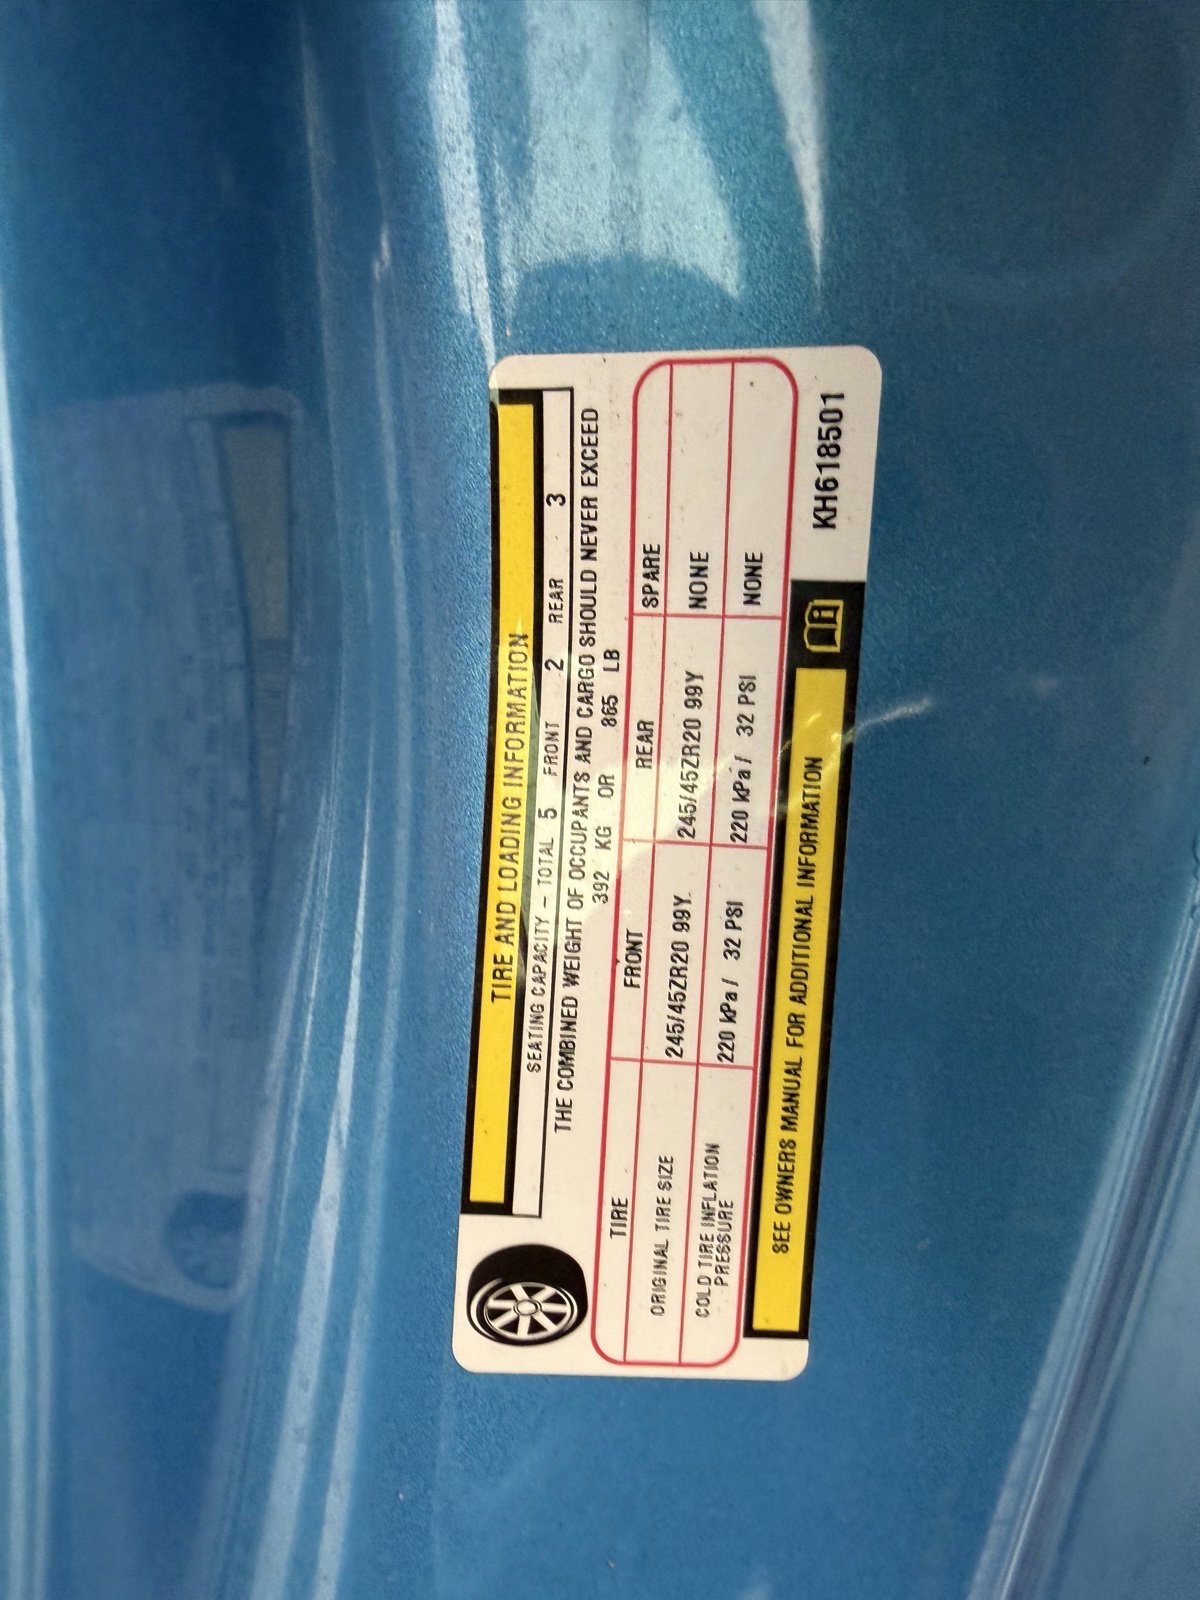 TIRE AND LOADING INFORMATION
SEATING CAPACITY – TOTAL 5 FRONT 2 REAR 3
THE COMBINED WEIGHT OF OCCUPANTS AND CARGO SHOULD NEVER EXCEED
392 KG OR 865 LB
TIRE FRONT REAR SPARE
ORIGINAL TIRE SIZE 245/45ZR20 99Y 245/45ZR20 99Y NONE
COLD TIRE INFLATION
PRESSURE 220 kPa / 32 PSI 220 kPa / 32 PSI NONE
SEE OWNERS MANUAL FOR ADDITIONAL INFORMATION
KH618501